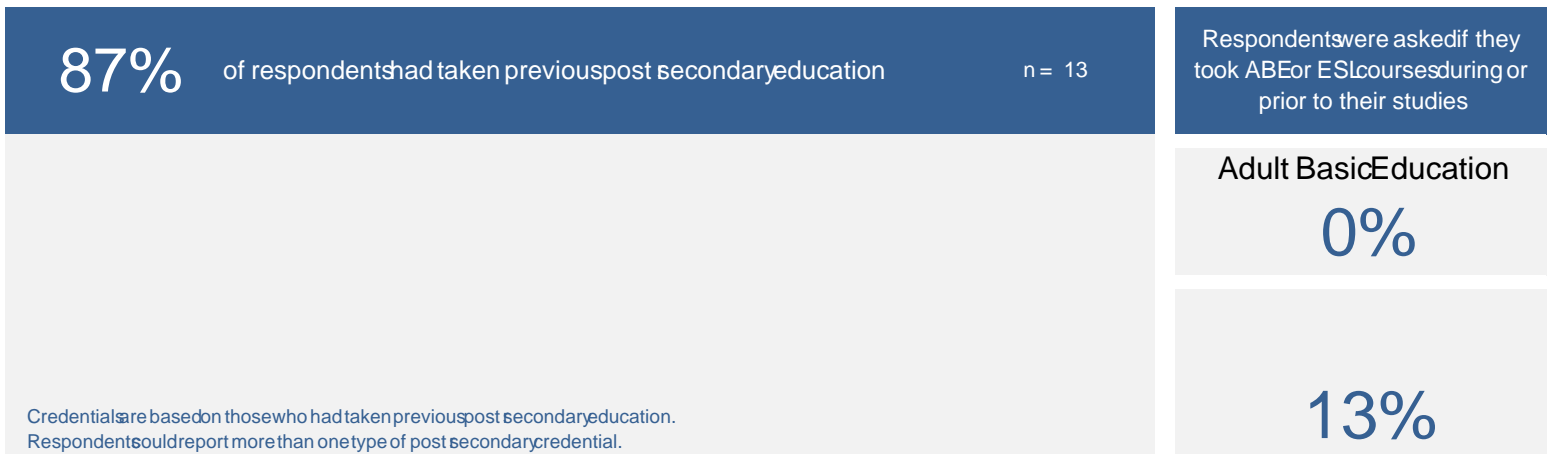 87% of respondents had taken previous post secondary education n = 13
Credentials are based on those who had taken previous post secondary education.
Respondents could report more than one type of post secondary credential.
Respondents were asked if they
took ABE or ESL courses during or
prior to their studies
Adult Basic Education
0%
13%